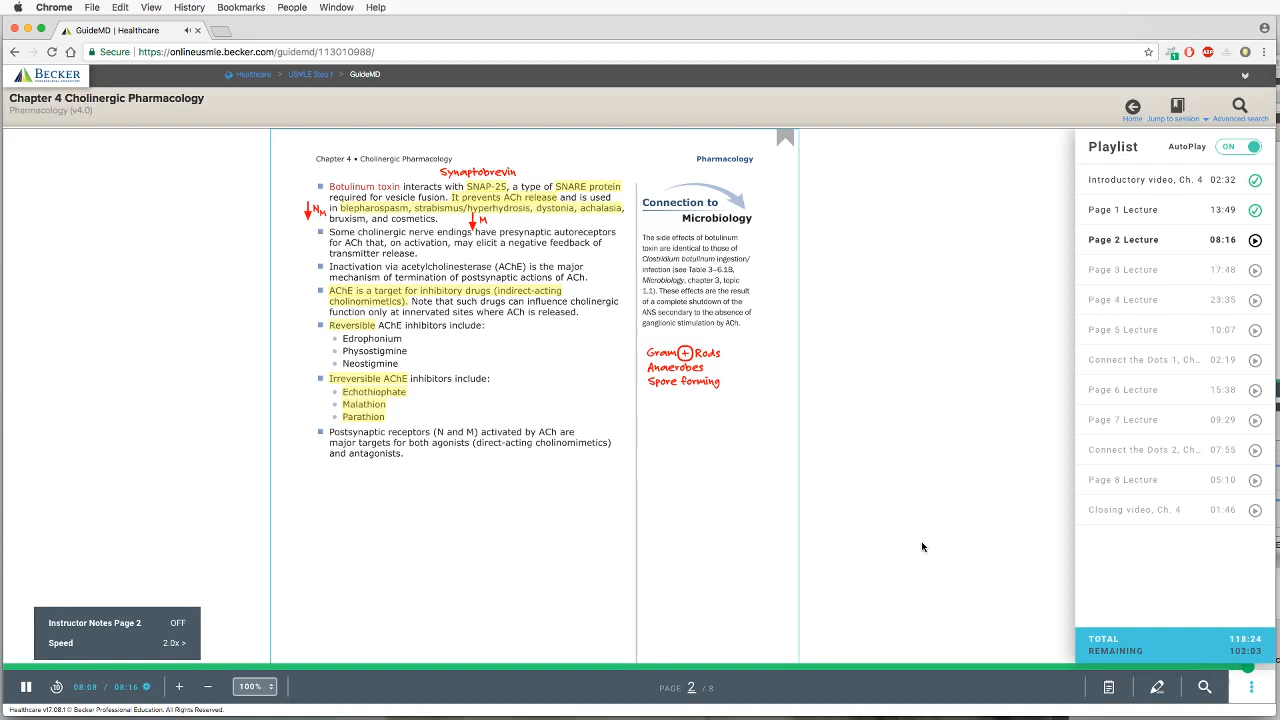 Chrome File Edit View History Bookmarks People Window Help
GuideMD | Healthcare
Secure https://onlineusmle.becker.com/guidemd/113010988/
BECKER
PROFESSIONAL EDUCATION
Healthcare > USMLE Step 1 > GuideMD
Chapter 4 Cholinergic Pharmacology
Pharmacology (v4.0)
Home Jump to session Advanced search
Chapter 4 • Cholinergic Pharmacology
Pharmacology
Synaptobrevin
Botulinum toxin interacts with SNAP-25, a type of SNARE protein
required for vesicle fusion. It prevents ACh release and is used
in blepharospasm, strabismus/hyperhydrosis, dystonia, achalasia,
bruxism, and cosmetics.
↓NM
↓M
Some cholinergic nerve endings have presynaptic autoreceptors
for ACh that, on activation, may elicit a negative feedback of
transmitter release.
Inactivation via acetylcholinesterase (AChE) is the major
mechanism of termination of postsynaptic actions of ACh.
AChE is a target for inhibitory drugs (indirect-acting
cholinomimetics). Note that such drugs can influence cholinergic
function only at innervated sites where ACh is released.
Reversible AChE inhibitors include:
Edrophonium
Physostigmine
Neostigmine
Irreversible AChE inhibitors include:
Echothiophate
Malathion
Parathion
Postsynaptic receptors (N and M) activated by ACh are
major targets for both agonists (direct-acting cholinomimetics)
and antagonists.
Connection to
Microbiology
The side effects of botulinum
toxin are identical to those of
Clostridium botulinum ingestion/
infection (see Table 3–6.1B,
Microbiology, chapter 3, topic
1.1). These effects are the result
of a complete shutdown of the
ANS secondary to the absence of
ganglionic stimulation by ACh.
Gram + Rods
Anaerobes
Spore forming
Playlist AutoPlay ON
Introductory video, Ch. 4 02:32
Page 1 Lecture 13:49
Page 2 Lecture 08:16
Page 3 Lecture 17:48
Page 4 Lecture 23:35
Page 5 Lecture 10:07
Connect the Dots 1, Ch... 02:19
Page 6 Lecture 15:38
Page 7 Lecture 09:29
Connect the Dots 2, Ch... 07:55
Page 8 Lecture 05:10
Closing video, Ch. 4 01:46
TOTAL 118:24
REMAINING 102:03
Instructor Notes Page 2 OFF
Speed 2.0x >
10 08:08 / 08:16 + − 100% PAGE 2 / 8
Healthcare v17.08.1 © Becker Professional Education. All Rights Reserved.